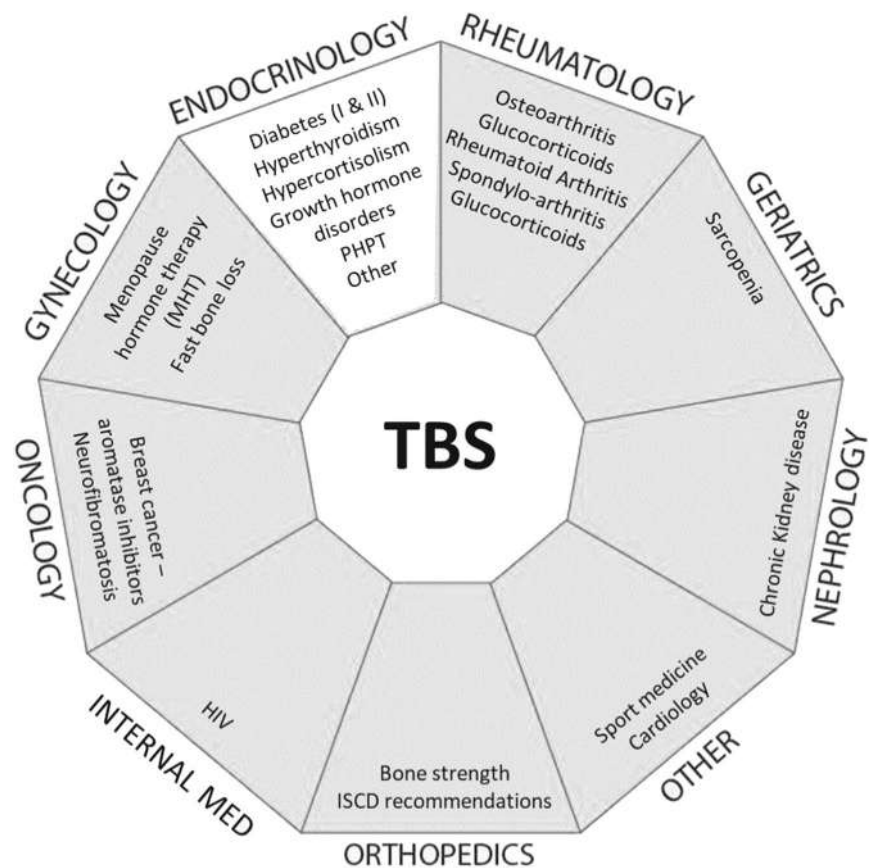 ENDOCRINOLOGY
Diabetes (I & II)
Hyperthyroidism
Hypercortisolism
Growth hormone
disorders
PHPT
Other
RHEUMATOLOGY
Osteoarthritis
Glucocorticoids
Rheumatoid Arthritis
Spondylo-arthritis
Glucocorticoids
GERIATRICS
Sarcopenia
NEPHROLOGY
Chronic Kidney disease
OTHER
Sport medicine
Cardiology
ORTHOPEDICS
Bone strength
ISCD recommendations
INTERNAL MED
HIV
ONCOLOGY
Breast cancer –
aromatase inhibitors
Neurofibromatosis
GYNECOLOGY
Menopause
hormone therapy
(MHT)
Fast bone loss
TBS